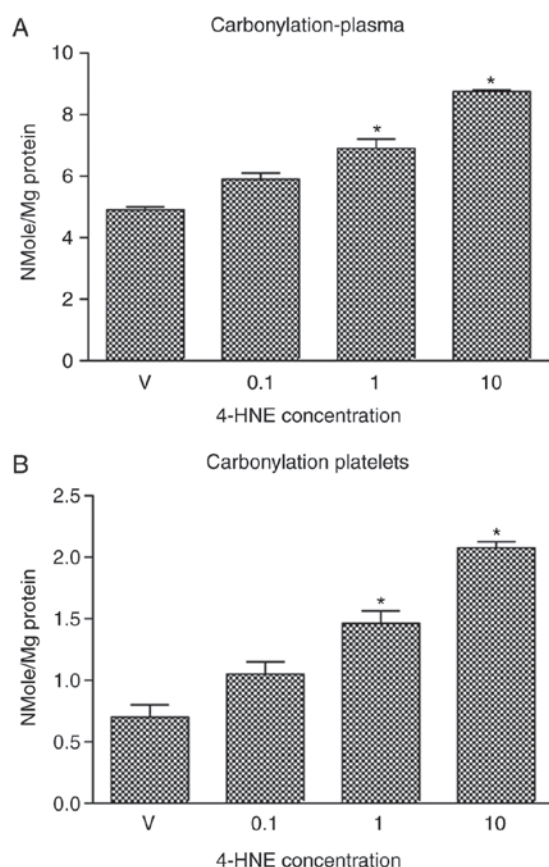 A
Carbonylation-plasma
10
8
6
4
2
0
NMole/Mg protein
*
*
V 0.1 1 10
4-HNE concentration
B
Carbonylation platelets
2.5
2.0
1.5
1.0
0.5
0.0
NMole/Mg protein
*
*
V 0.1 1 10
4-HNE concentration